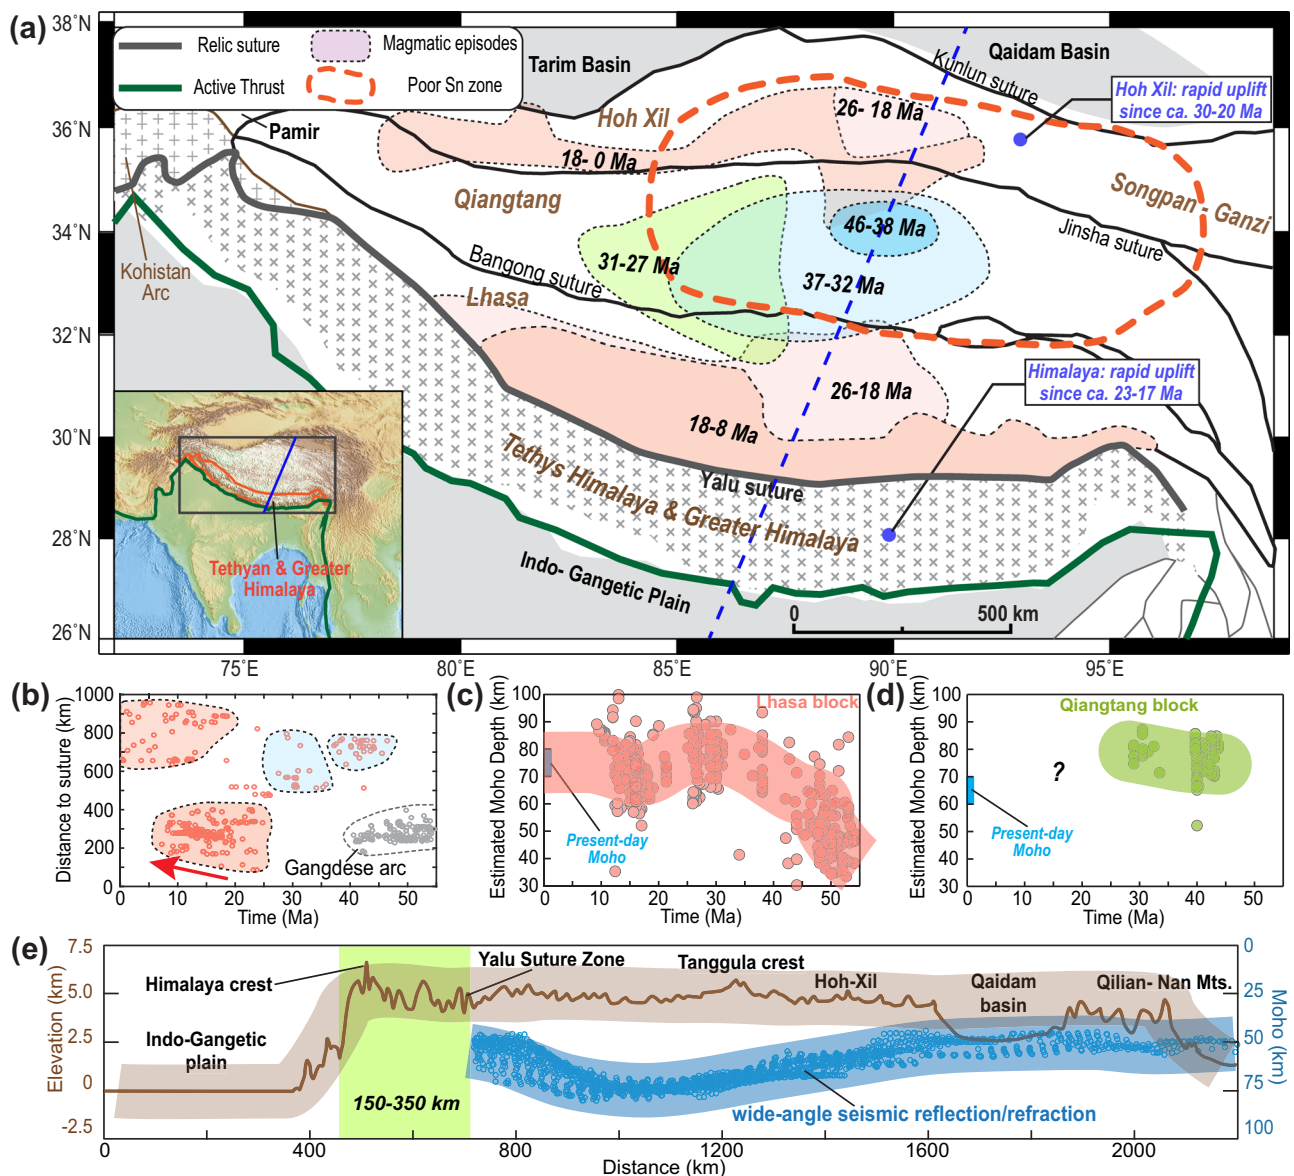 (a)
38°N
36°N
34°N
32°N
30°N
28°N
26°N
Relic suture
Magmatic episodes
Active Thrust
Poor Sn zone
Tarim Basin
Qaidam Basin
Kunlun suture
Hoh Xil: rapid uplift
since ca. 30-20 Ma
Pamir
Hoh Xil
26- 18 Ma
18- 0 Ma
Qiangtang
Songpan - Ganzi
Jinsha suture
46-38 Ma
31-27 Ma
37-32 Ma
Kohistan
Arc
Bangong suture
Lhasa
Himalaya: rapid uplift
since ca. 23-17 Ma
26-18 Ma
18-8 Ma
Yalu suture
Tethys Himalaya & Greater Himalaya
Indo- Gangetic Plain
Tethyan & Greater
Himalaya
0 500 km
75°E 80°E 85°E 90°E 95°E
(b)
Distance to suture (km)
1000
800
600
400
200
0
Gangdese arc
0 10 20 30 40 50
Time (Ma)
(c)
Estimated Moho Depth (km)
100
90
80
70
60
50
40
30
Lhasa block
Present-day
Moho
0 10 20 30 40 50
Time (Ma)
(d)
Estimated Moho Depth (km)
100
90
80
70
60
50
40
30
Qiangtang block
?
Present-day
Moho
0 10 20 30 40 50
Time (Ma)
(e)
Elevation (km)
7.5
5.0
2.5
0
-2.5
Himalaya crest
Yalu Suture Zone
Tanggula crest
Hoh-Xil
Qaidam
basin
Qilian- Nan Mts.
Indo-Gangetic
plain
150-350 km
wide-angle seismic reflection/refraction
0
25
50
75
100
Moho (km)
0 400 800 1200 1600 2000
Distance (km)